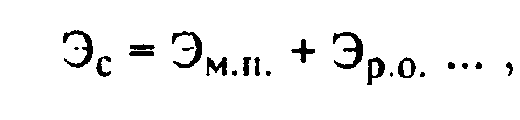 Эс = Эм.п. + Эр.о. ... ,